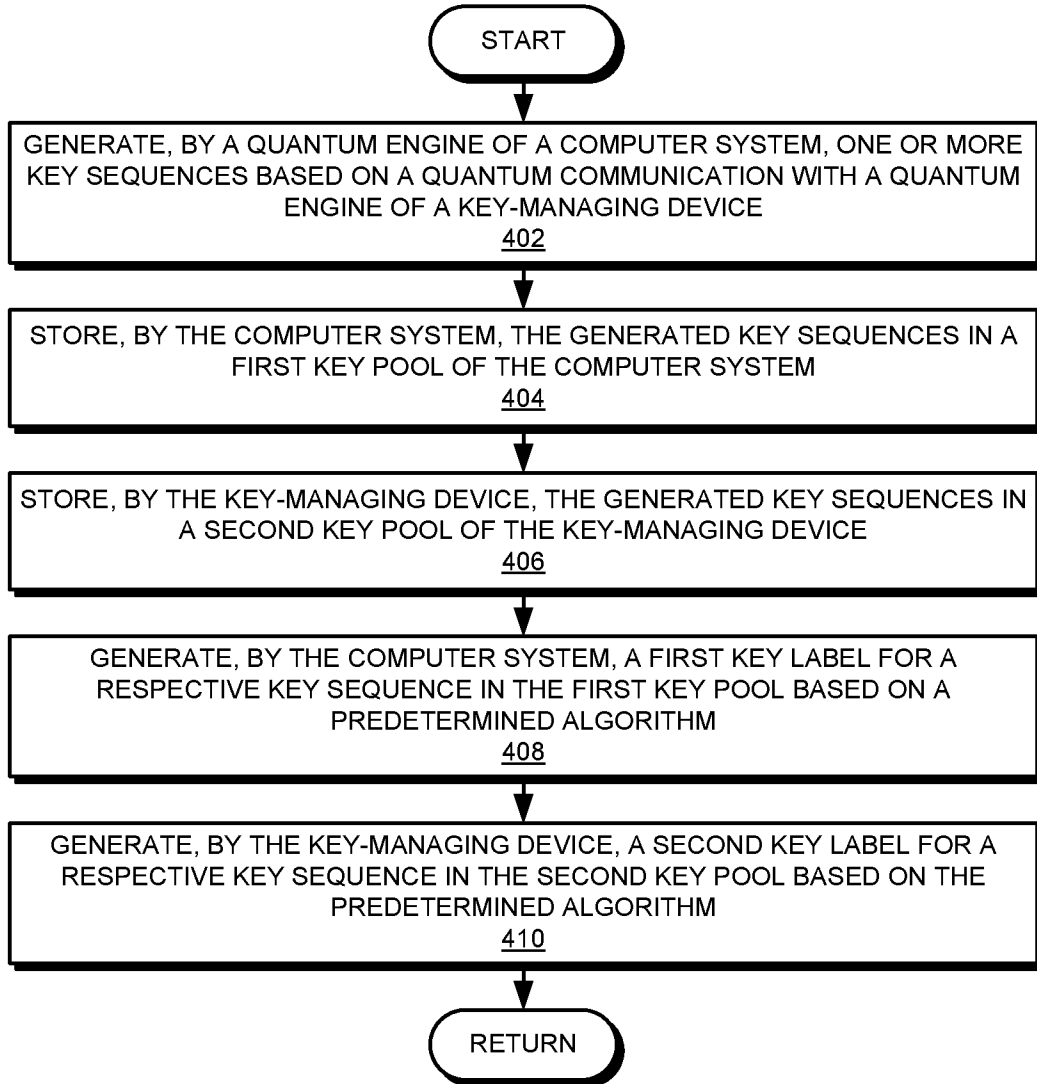 START
GENERATE, BY A QUANTUM ENGINE OF A COMPUTER SYSTEM, ONE OR MORE
KEY SEQUENCES BASED ON A QUANTUM COMMUNICATION WITH A QUANTUM
ENGINE OF A KEY-MANAGING DEVICE
402
STORE, BY THE COMPUTER SYSTEM, THE GENERATED KEY SEQUENCES IN A
FIRST KEY POOL OF THE COMPUTER SYSTEM
404
STORE, BY THE KEY-MANAGING DEVICE, THE GENERATED KEY SEQUENCES IN
A SECOND KEY POOL OF THE KEY-MANAGING DEVICE
406
GENERATE, BY THE COMPUTER SYSTEM, A FIRST KEY LABEL FOR A
RESPECTIVE KEY SEQUENCE IN THE FIRST KEY POOL BASED ON A
PREDETERMINED ALGORITHM
408
GENERATE, BY THE KEY-MANAGING DEVICE, A SECOND KEY LABEL FOR A
RESPECTIVE KEY SEQUENCE IN THE SECOND KEY POOL BASED ON THE
PREDETERMINED ALGORITHM
410
RETURN